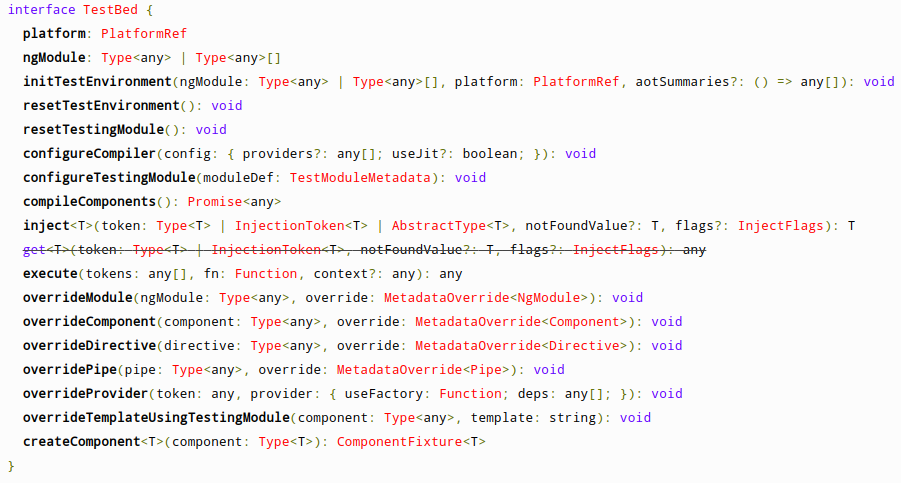 interface TestBed {
platform: PlatformRef
ngModule: Type<any> | Type<any>[]
initTestEnvironment(ngModule: Type<any> | Type<any>[], platform: PlatformRef, aotSummaries?: () => any[]): void
resetTestEnvironment(): void
resetTestingModule(): void
configureCompiler(config: { providers?: any[]; useJit?: boolean; }): void
configureTestingModule(moduleDef: TestModuleMetadata): void
compileComponents(): Promise<any>
inject<T>(token: Type<T> | InjectionToken<T> | AbstractType<T>, notFoundValue?: T, flags?: InjectFlags): T
get<T>(token: Type<T> | InjectionToken<T>, notFoundValue?: T, flags?: InjectFlags): any
execute(tokens: any[], fn: Function, context?: any): any
overrideModule(ngModule: Type<any>, override: MetadataOverride<NgModule>): void
overrideComponent(component: Type<any>, override: MetadataOverride<Component>): void
overrideDirective(directive: Type<any>, override: MetadataOverride<Directive>): void
overridePipe(pipe: Type<any>, override: MetadataOverride<Pipe>): void
overrideProvider(token: any, provider: { useFactory: Function; deps: any[]; }): void
overrideTemplateUsingTestingModule(component: Type<any>, template: string): void
createComponent<T>(component: Type<T>): ComponentFixture<T>
}